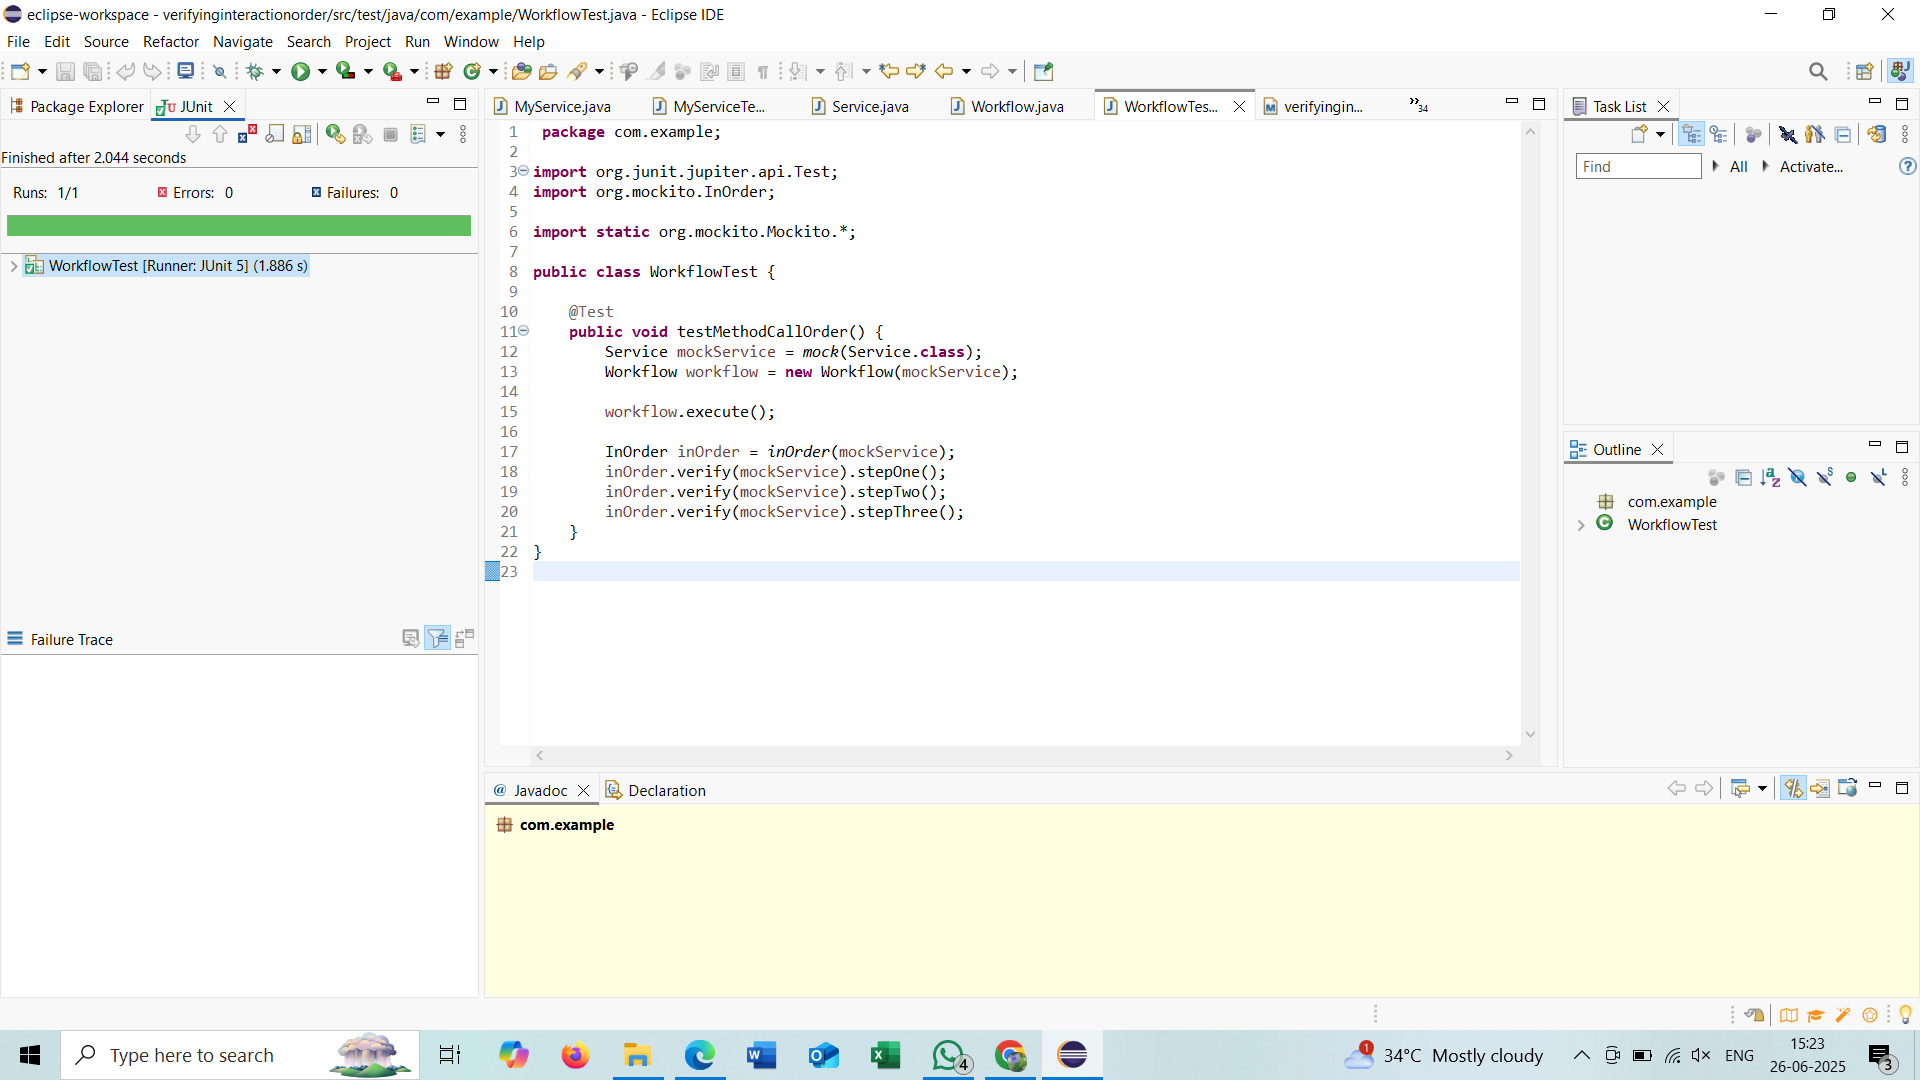 eclipse-workspace - verifyinginteractionorder/src/test/java/com/example/WorkflowTest.java - Eclipse IDE
File Edit Source Refactor Navigate Search Project Run Window Help
Package Explorer
JUnit
Finished after 2.044 seconds
Runs: 1/1
Errors: 0
Failures: 0
WorkflowTest [Runner: JUnit 5] (1.886 s)
Failure Trace
MyService.java
MyServiceTe...
Service.java
Workflow.java
WorkflowTes...
verifyingin...
34
1 package com.example;
2
3 import org.junit.jupiter.api.Test;
4 import org.mockito.InOrder;
5
6 import static org.mockito.Mockito.*;
7
8 public class WorkflowTest {
9
10 @Test
11 public void testMethodCallOrder() {
12 Service mockService = mock(Service.class);
13 Workflow workflow = new Workflow(mockService);
14
15 workflow.execute();
16
17 InOrder inOrder = inOrder(mockService);
18 inOrder.verify(mockService).stepOne();
19 inOrder.verify(mockService).stepTwo();
20 inOrder.verify(mockService).stepThree();
21 }
22 }
23
Task List
Find
All
Activate...
Outline
com.example
WorkflowTest
@ Javadoc
Declaration
com.example
Type here to search
4
1
34°C Mostly cloudy
ENG
15:23
26-06-2025
3